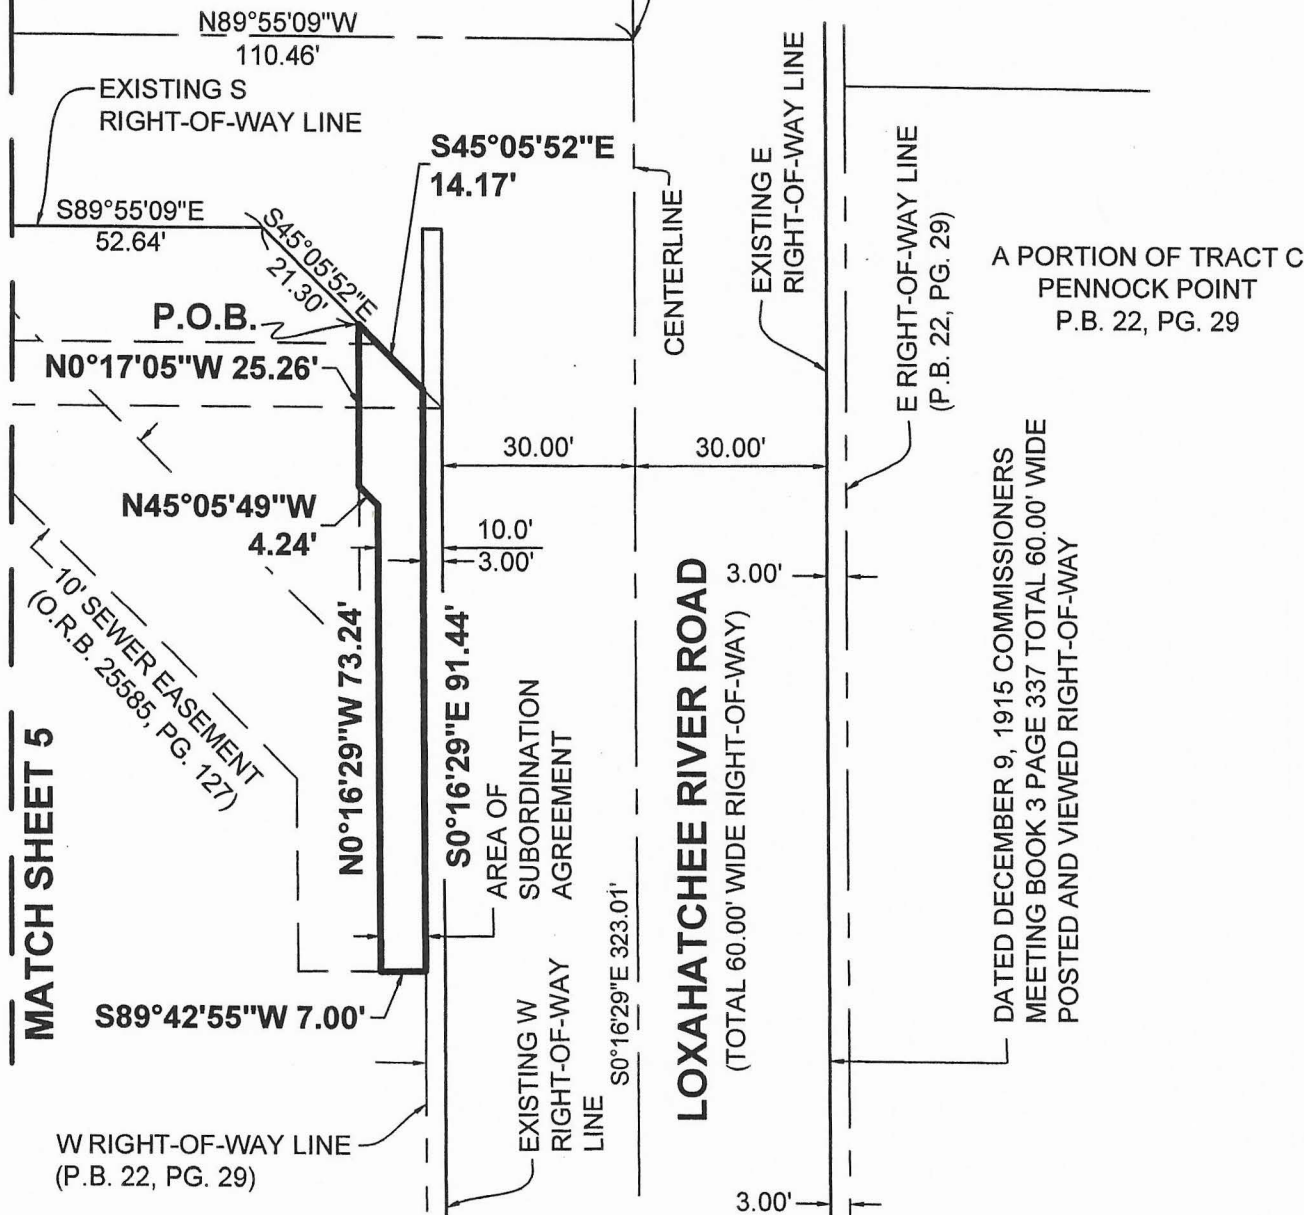 N89°55'09"W
110.46'
EXISTING S
RIGHT-OF-WAY LINE
S45°05'52"E
14.17'
S89°55'09"E
52.64'
S45°05'52"E
21.30'
P.O.B.
N0°17'05"W 25.26'
CENTERLINE
EXISTING E
RIGHT-OF-WAY LINE
E RIGHT-OF-WAY LINE
(P.B. 22, PG. 29)
A PORTION OF TRACT C
PENNOCK POINT
P.B. 22, PG. 29
30.00'
30.00'
N45°05'49"W
4.24'
10.0'
3.00'
3.00'
10' SEWER EASEMENT
(O.R.B. 25585, PG. 127)
N0°16'29"W 73.24'
S0°16'29"E 91.44'
AREA OF
SUBORDINATION
AGREEMENT
LOXAHATCHEE RIVER ROAD
(TOTAL 60.00' WIDE RIGHT-OF-WAY)
DATED DECEMBER 9, 1915 COMMISSIONERS
MEETING BOOK 3 PAGE 337 TOTAL 60.00' WIDE
POSTED AND VIEWED RIGHT-OF-WAY
MATCH SHEET 5
S89°42'55"W 7.00'
S0°16'29"E 323.01'
EXISTING W
RIGHT-OF-WAY
LINE
W RIGHT-OF-WAY LINE
(P.B. 22, PG. 29)
3.00'